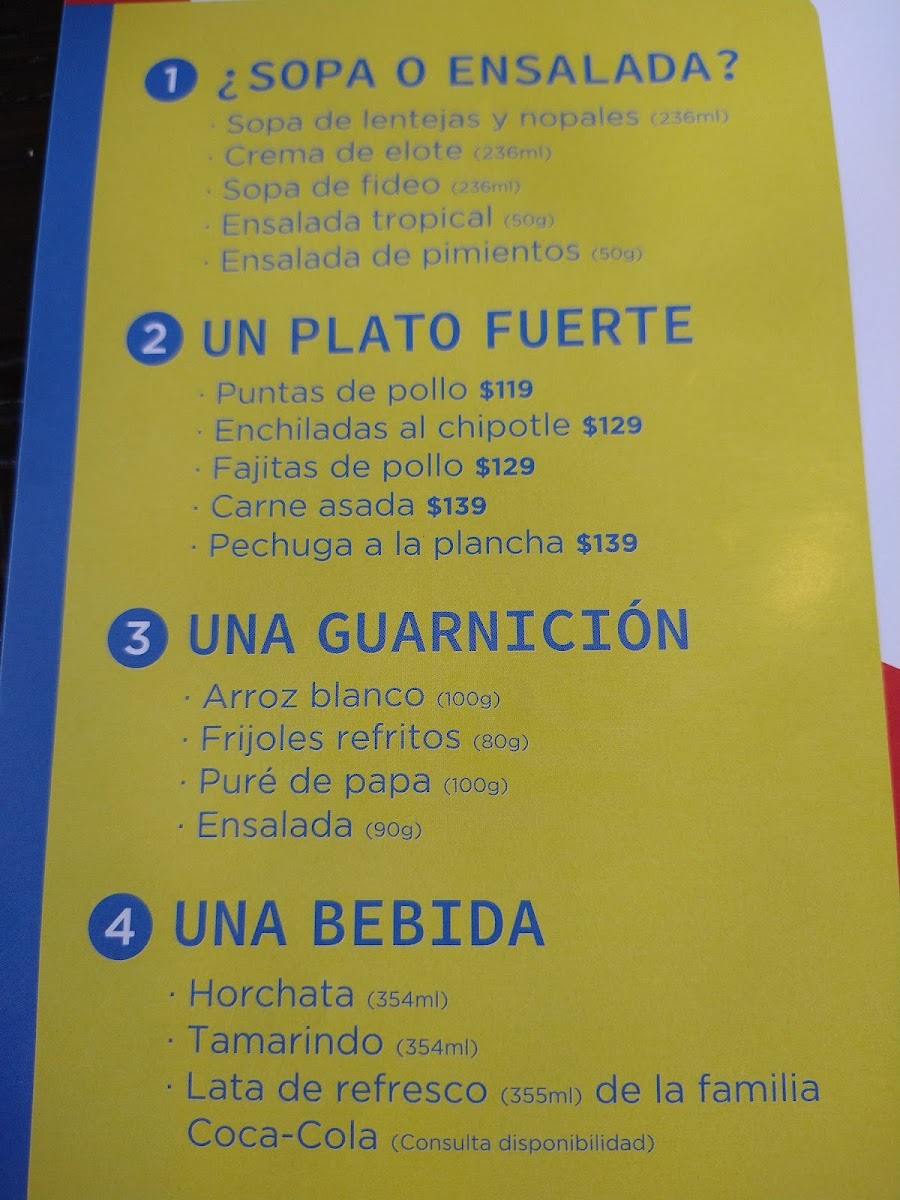 1 ¿SOPA O ENSALADA?
· Sopa de lentejas y nopales (236ml)
· Crema de elote (236ml)
· Sopa de fideo (236ml)
· Ensalada tropical (50g)
· Ensalada de pimientos (50g)
2 UN PLATO FUERTE
· Puntas de pollo $119
· Enchiladas al chipotle $129
· Fajitas de pollo $129
· Carne asada $139
· Pechuga a la plancha $139
3 UNA GUARNICIÓN
· Arroz blanco (100g)
· Frijoles refritos (80g)
· Puré de papa (100g)
· Ensalada (90g)
4 UNA BEBIDA
· Horchata (354ml)
· Tamarindo (354ml)
· Lata de refresco (355ml) de la familia
Coca-Cola (Consulta disponibilidad)